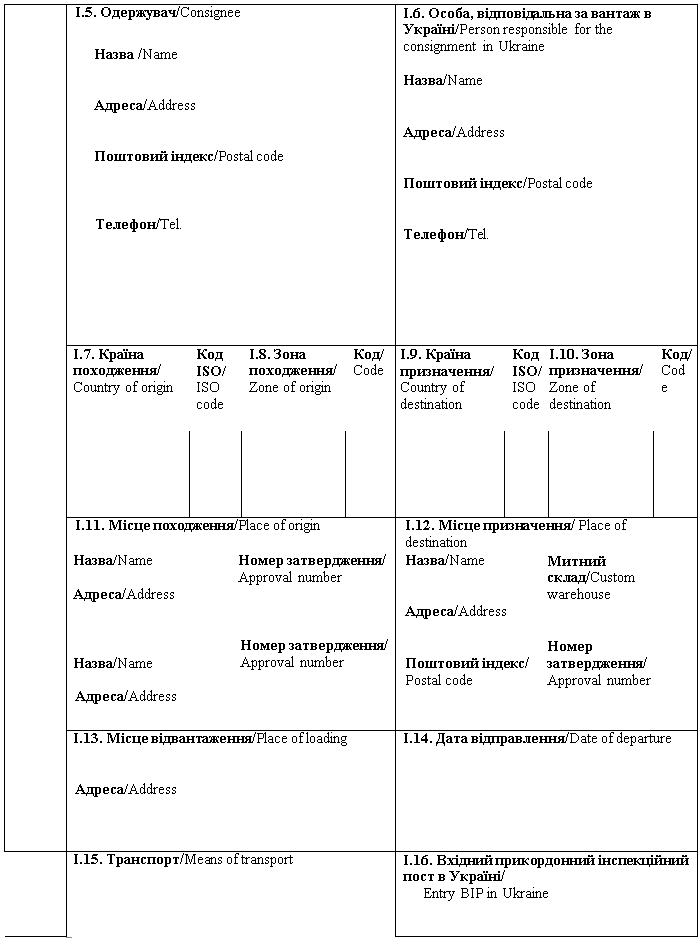 I.5. Одержувач/Consignee
Назва /Name
Адреса/Address
Поштовий індекс/Postal code
Телефон/Tel.
I.6. Особа, відповідальна за вантаж в
Україні/Person responsible for the
consignment in Ukraine
Назва/Name
Адреса/Address
Поштовий індекс/Postal code
Телефон/Tel.
I.7. Країна
походження/
Country of origin
Код
ISO/
ISO
code
I.8. Зона
походження/
Zone of origin
Код/
Code
I.9. Країна
призначення/
Country of
destination
Код
ISO/
ISO
code
I.10. Зона
призначення/
Zone of
destination
Код/
Cod
e
I.11. Місце походження/Place of origin
Назва/Name
Номер затвердження/
Approval number
Адреса/Address
Номер затвердження/
Назва/Name
Approval number
Адреса/Address
I.12. Місце призначення/ Place of
destination
Назва/Name
Митний
склад/Custom
warehouse
Адреса/Address
Поштовий індекс/
Postal code
Номер
затвердження/
Approval number
I.13. Місце відвантаження/Place of loading
Адреса/Address
I.14. Дата відправлення/Date of departure
I.15. Транспорт/Means of transport
I.16. Вхідний прикордонний інспекційний
пост в Україні/
Entry BIP in Ukraine